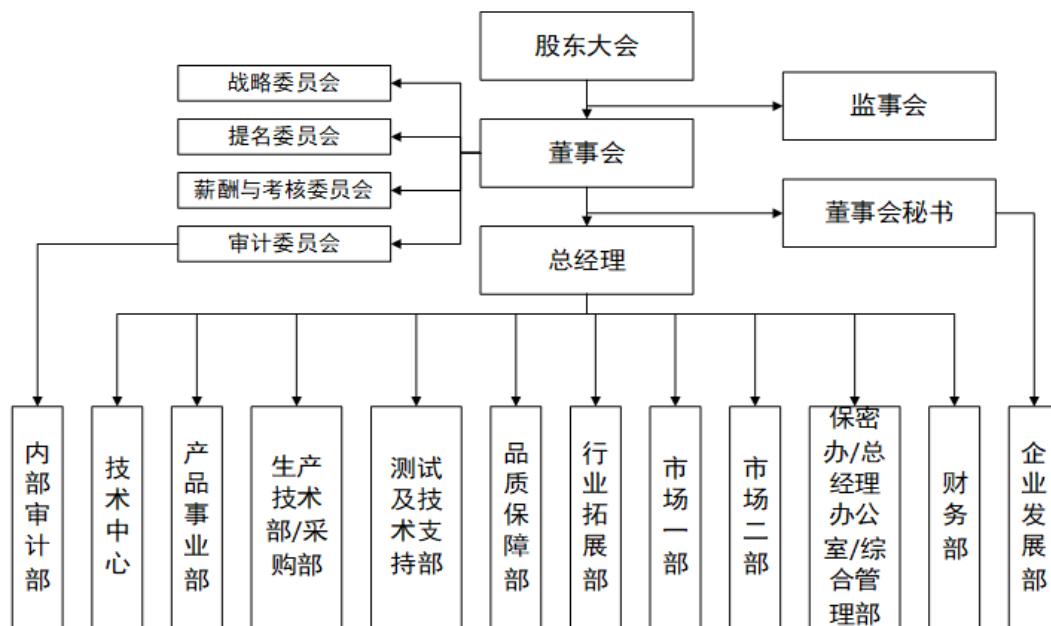 股东大会
战略委员会
监事会
提名委员会
董事会
薪酬与考核委员会
董事会秘书
审计委员会
总经理
内部审计部
技术中心
产品事业部
生产
技术
部/采
购部
测试
及技
术支
持部
品质保障部
行业拓展部
市场一部
市场二部
保密
办/总
经理
办公
室/综
合管
理部
财务部
企业发展部